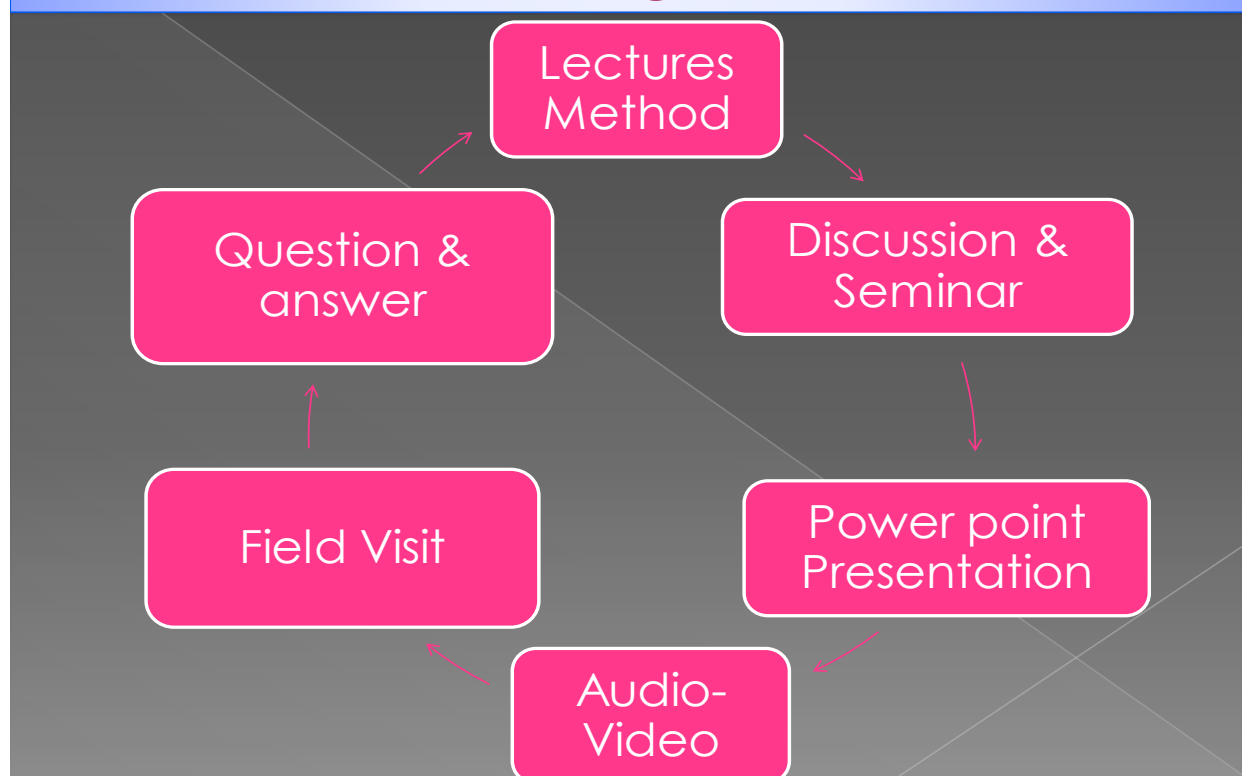 Lectures
Method
Discussion &
Seminar
Power point
Presentation
Audio-
Video
Field Visit
Question &
answer